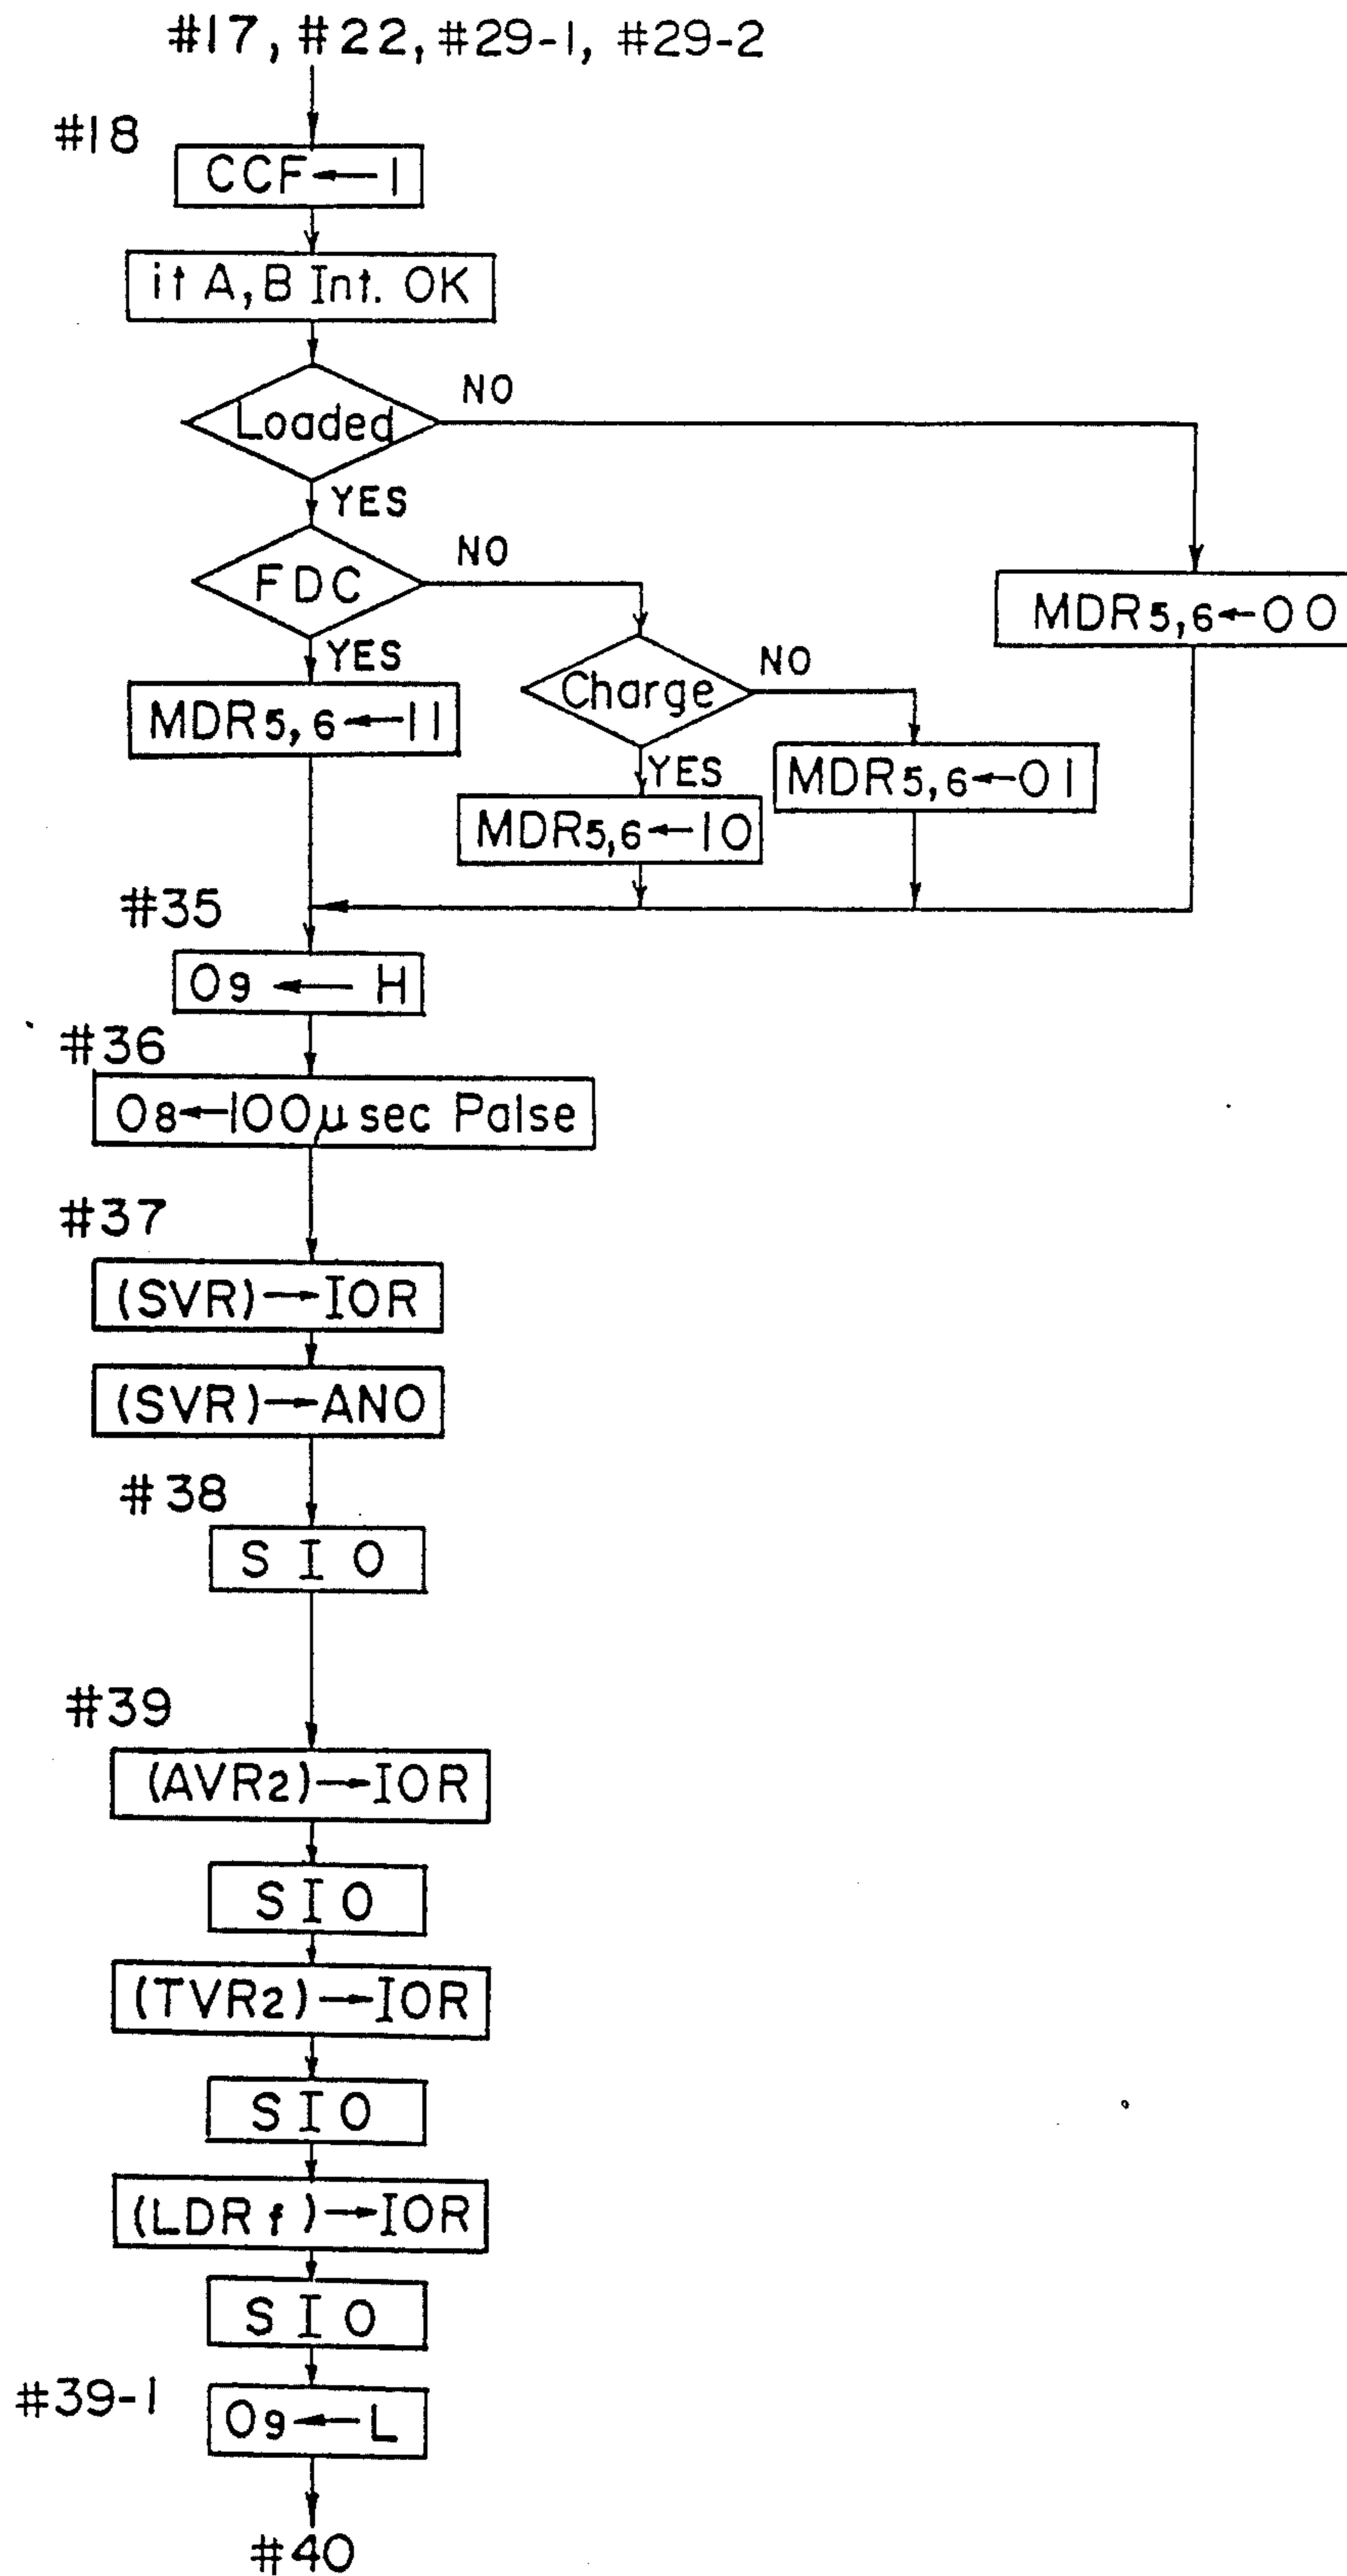 #17, #22, #29-1, #29-2
#18
CCF←1
it A, B Int. OK
Loaded
NO
YES
FDC
NO
YES
MDR5,6←00
Charge
NO
YES
MDR5,6←11
MDR5,6←01
MDR5,6←10
#35
O9 ← H
#36
O8←100μsec Palse
#37
(SVR)→IOR
(SVR)→ANO
#38
SIO
#39
(AVR2)→IOR
SIO
(TVR2)→IOR
SIO
(LDRf)→IOR
SIO
#39-1
O9←L
#40